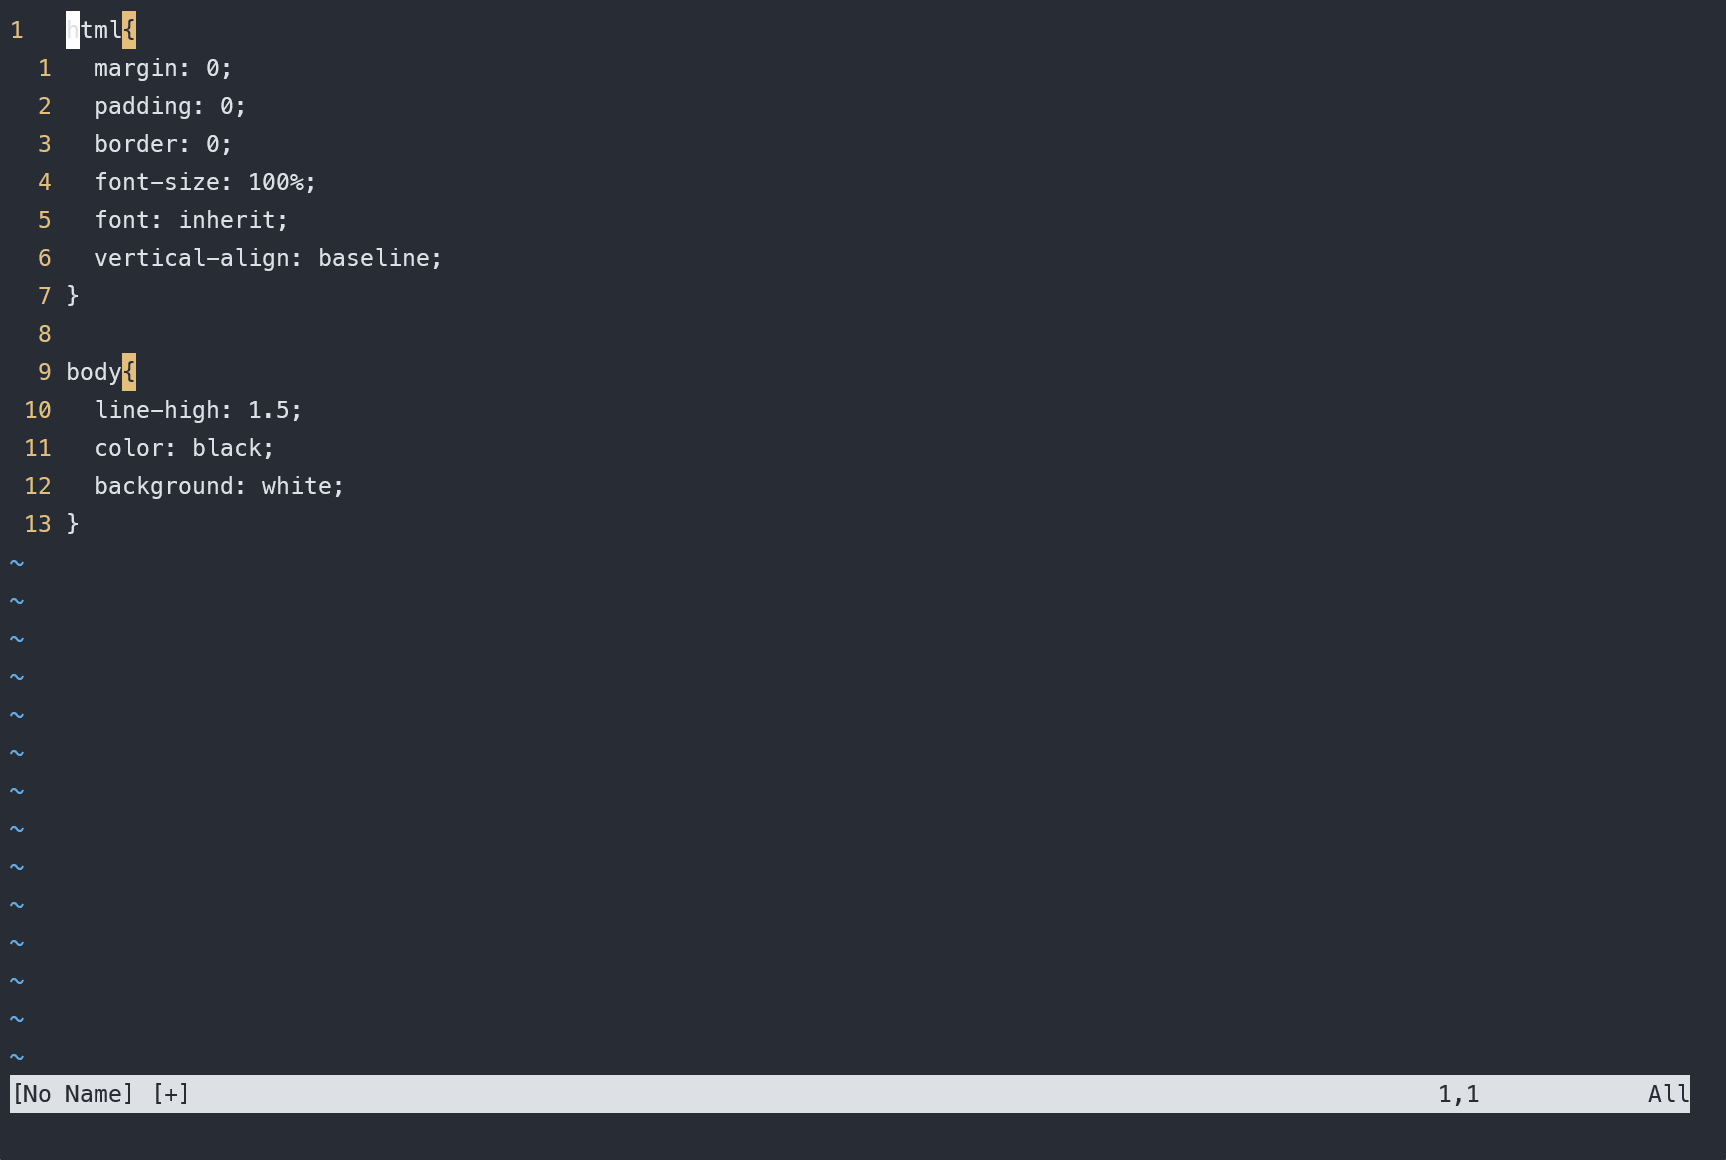 1   html{
  1   margin: 0;
  2   padding: 0;
  3   border: 0;
  4   font-size: 100%;
  5   font: inherit;
  6   vertical-align: baseline;
  7 }
  8
  9 body{
 10   line-high: 1.5;
 11   color: black;
 12   background: white;
 13 }
~
~
~
~
~
~
~
~
~
~
~
~
~
~
[No Name] [+] 1,1 All